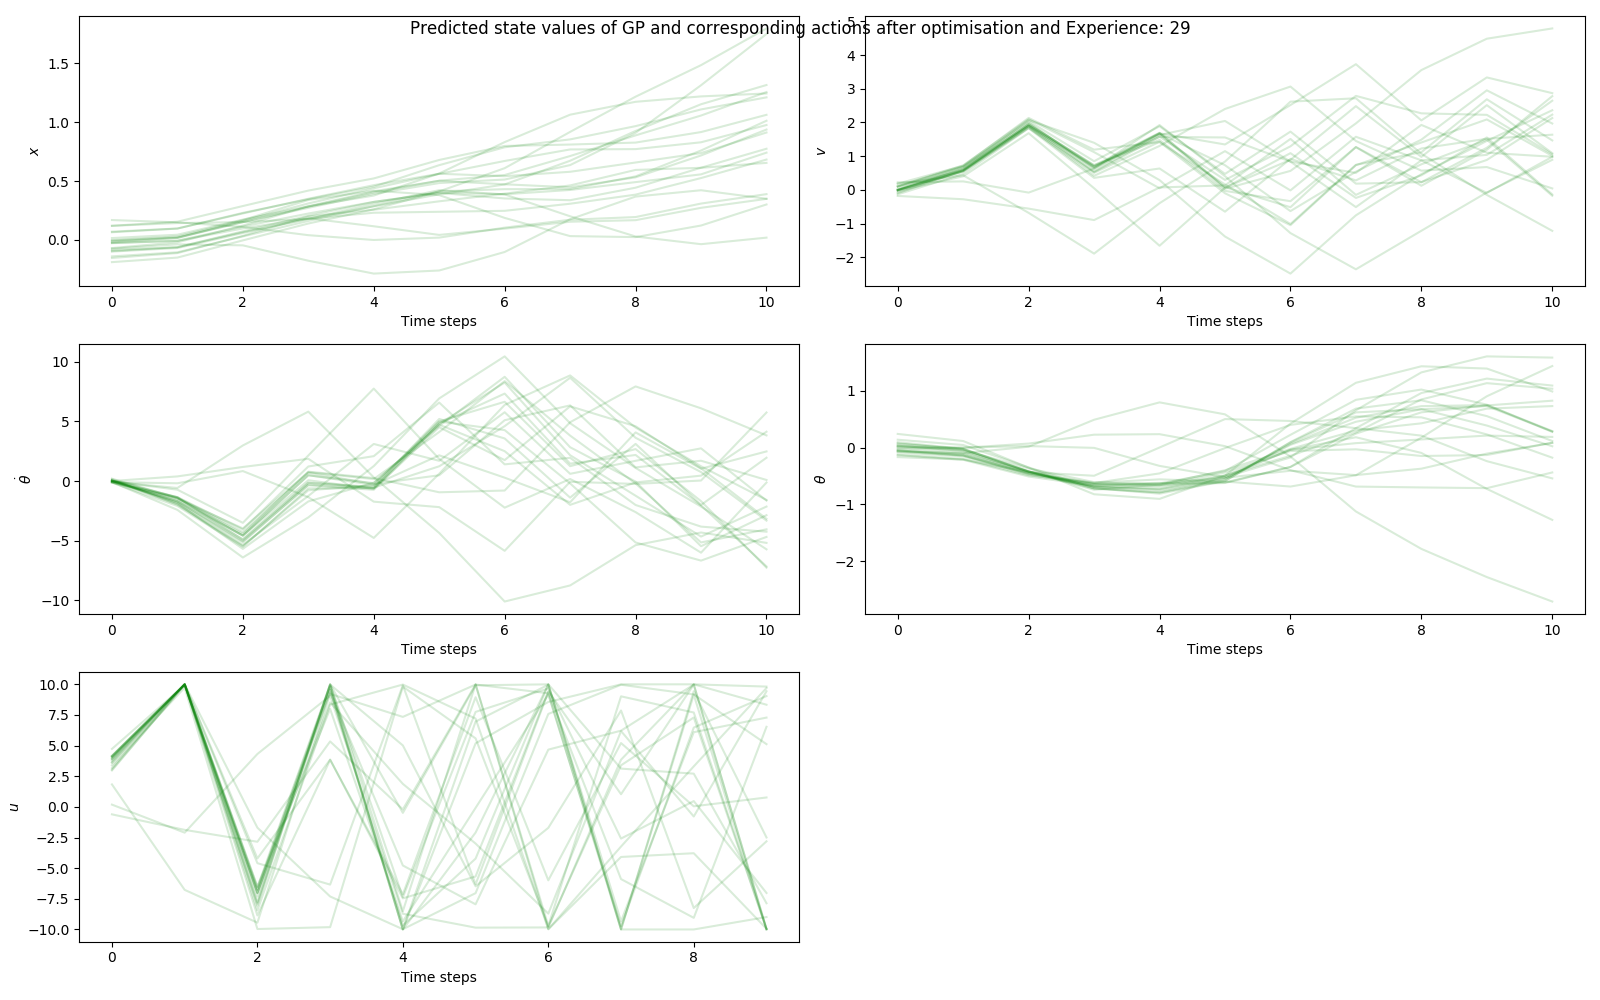 Predicted state values of GP and corresponding actions after optimisation and Experience: 29
x
1.5
1.0
0.5
0.0
0 2 4 6 8 10
Time steps
v
5
4
3
2
1
0
−1
−2
0 2 4 6 8 10
Time steps
θ̇
10
5
0
−5
−10
0 2 4 6 8 10
Time steps
θ
1
0
−1
−2
0 2 4 6 8 10
Time steps
u
10.0
7.5
5.0
2.5
0.0
−2.5
−5.0
−7.5
−10.0
0 2 4 6 8
Time steps